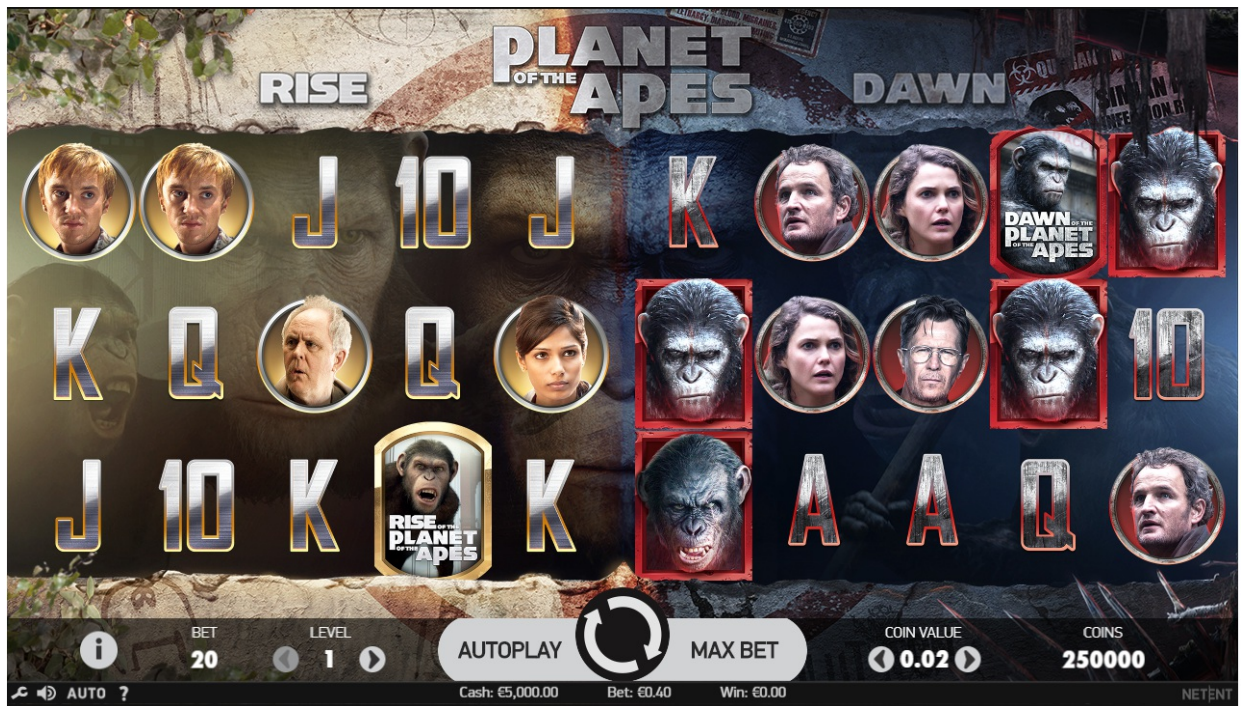 PLANET
OF THE
APES
RISE
DAWN
QUARAN
SIMIAN
J
10
J
K
DAWN OF THE
PLANET
OF THE APES
K
Q
Q
10
J
10
K
RISE OF THE
PLANET
OF THE APES
K
A
A
Q
BET
20
LEVEL
1
AUTOPLAY
MAX BET
COIN VALUE
0.02
COINS
250000
AUTO ?
Cash: €5,000.00
Bet: €0.40
Win: €0.00
NETENT